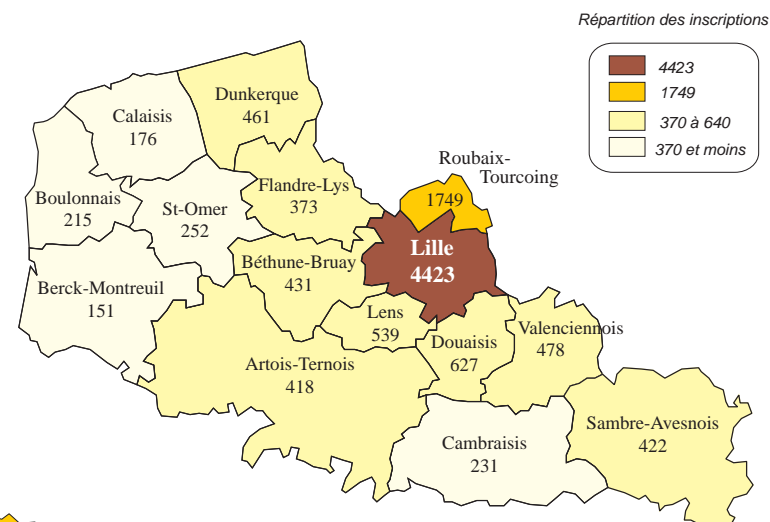 Répartition des inscriptions
4423
1749
370 à 640
370 et moins
Dunkerque
461
Calaisis
176
Roubaix-
Tourcoing
1749
Flandre-Lys
373
Boulonnais
215
St-Omer
252
Lille
4423
Béthune-Bruay
431
Berck-Montreuil
151
Lens
539
Douaisis
627
Valenciennois
478
Artois-Ternois
418
Sambre-Avesnois
422
Cambraisis
231